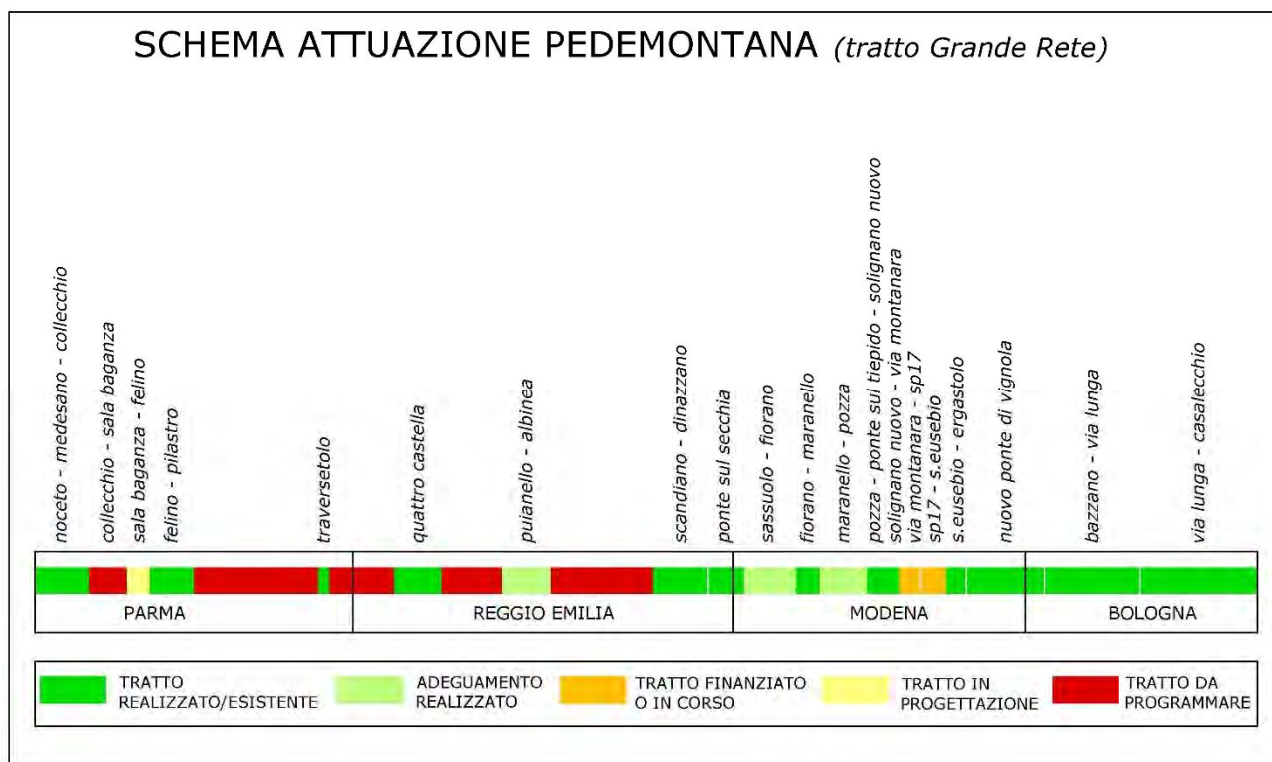 SCHEMA ATTUAZIONE PEDEMONTANA (tratto Grande Rete)
noceto - medesano - collecchio
collecchio - sala baganza
sala baganza - felino
felino - pilastro
traversetolo
quattro castella
puianello - albinea
scandiano - dinazzano
ponte sul secchia
sassuolo - fiorano
fiorano - maranello
maranello - pozza
pozza - ponte sul tiepido - solignano nuovo
solignano nuovo - via montanara
via montanara - sp17
sp17 - s.eusebio
s.eusebio - ergastolo
nuovo ponte di vignola
bazzano - via lunga
via lunga - casalecchio
PARMA
REGGIO EMILIA
MODENA
BOLOGNA
TRATTO
REALIZZATO/ESISTENTE
ADEGUAMENTO
REALIZZATO
TRATTO FINANZIATO
O IN CORSO
TRATTO IN
PROGETTAZIONE
TRATTO DA
PROGRAMMARE